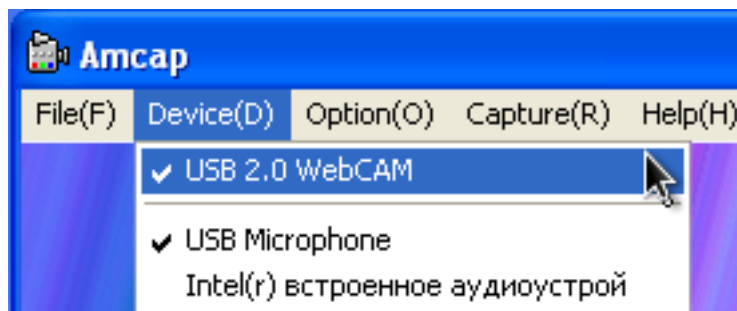 Amcap
File(F) Device(D) Option(O) Capture(R) Help(H)
USB 2.0 WebCAM
USB Microphone
Intel(r) встроенное аудиоустрой